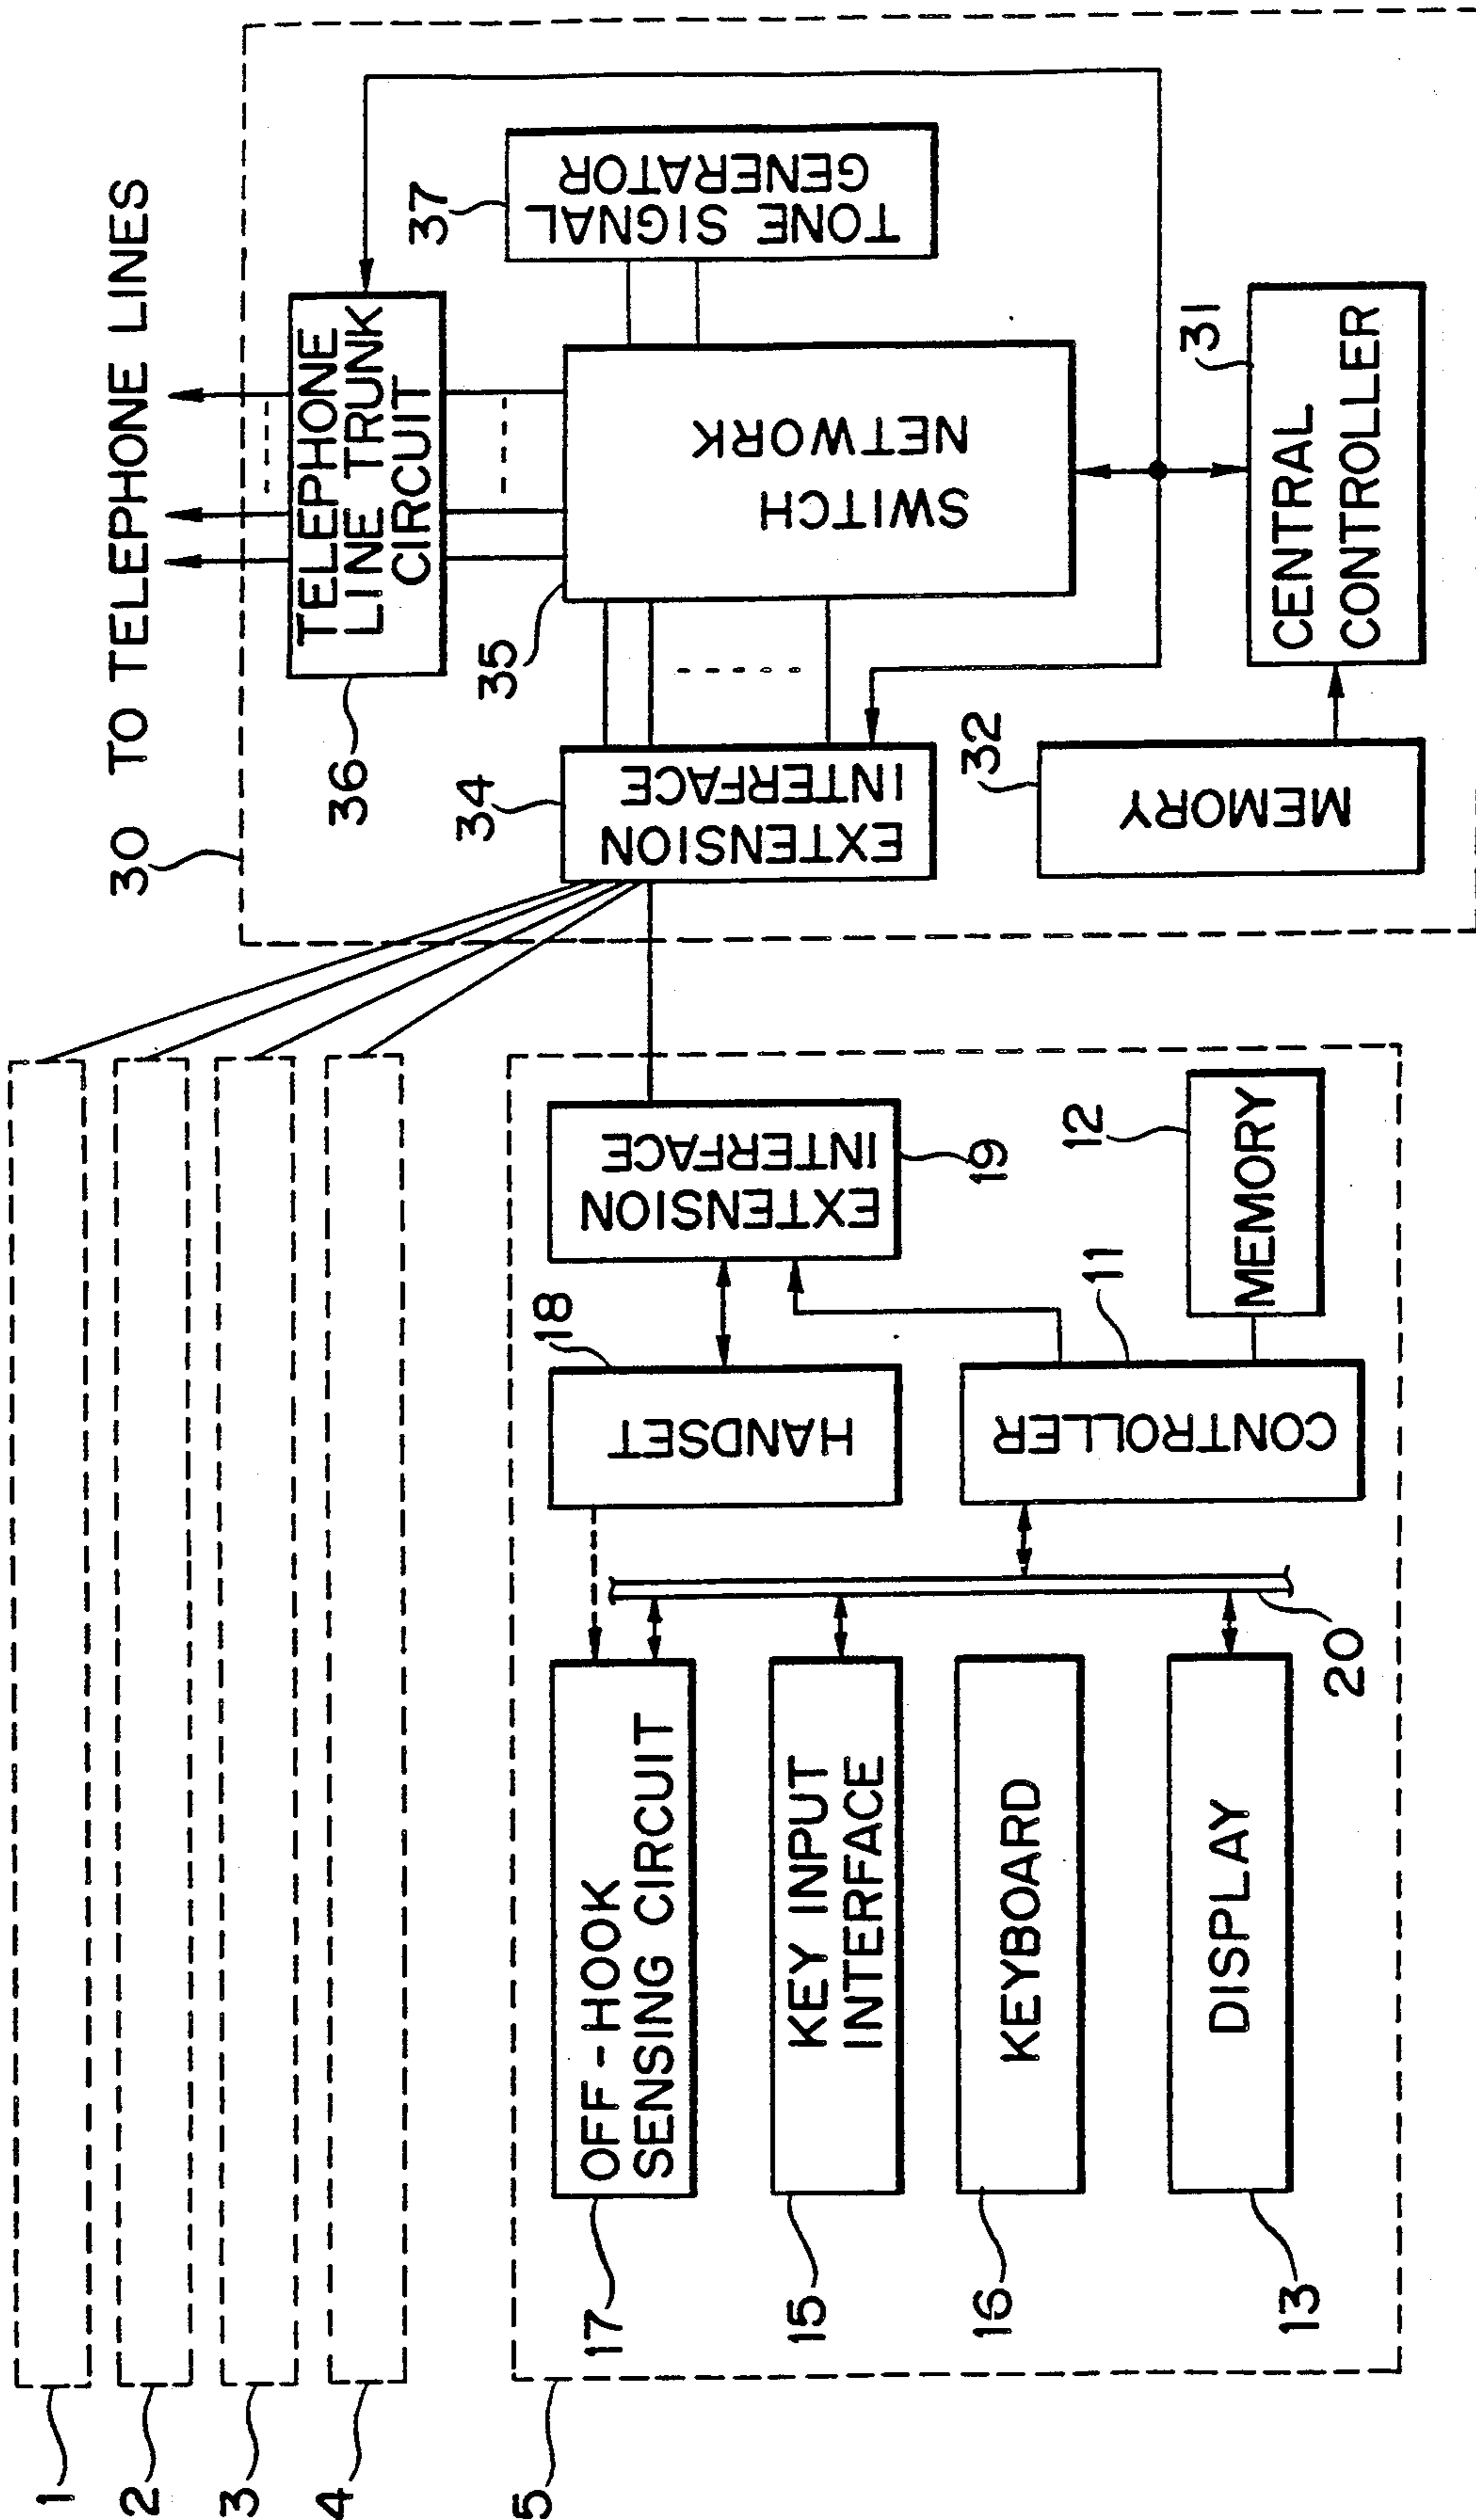 30
TO TELEPHONE LINES
36
TELEPHONE
LINE TRUNK
CIRCUIT
37
TONE SIGNAL
GENERATOR
35
SWITCH
NETWORK
34
EXTENSION
INTERFACE
32
MEMORY
31
CENTRAL
CONTROLLER
1
2
3
4
5
17
OFF-HOOK
SENSING CIRCUIT
15
KEY INPUT
INTERFACE
16
KEYBOARD
13
DISPLAY
20
18
HANDSET
19
EXTENSION
INTERFACE
11
CONTROLLER
12
MEMORY